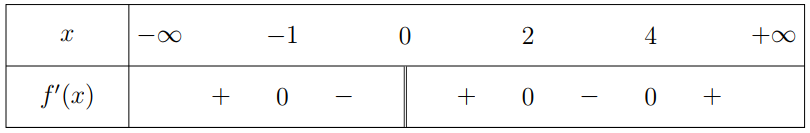 x −∞ −1 0 2 4 +∞
f′(x) + 0 − + 0 − 0 +